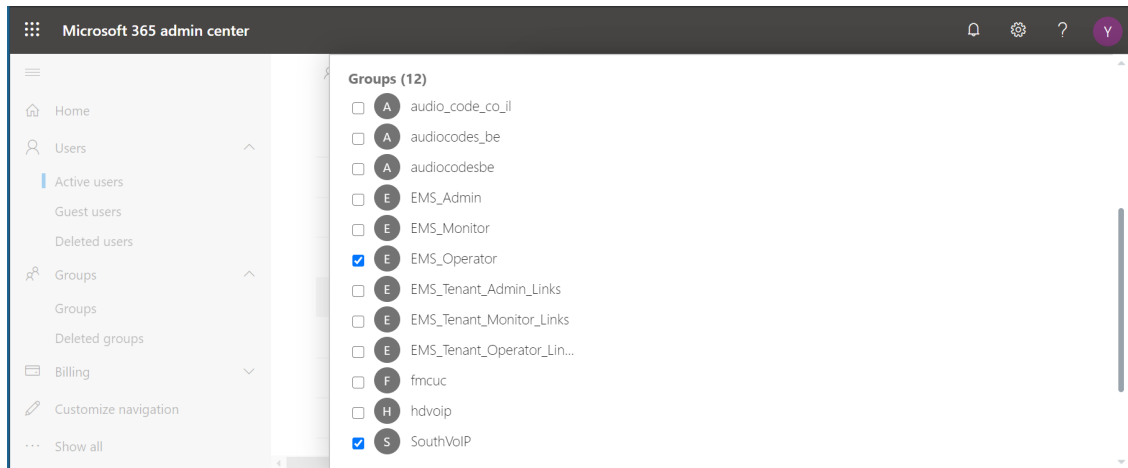 Microsoft 365 admin center
?
Y
Home
Users
Active users
Guest users
Deleted users
Groups
Groups
Deleted groups
Billing
Customize navigation
Show all
Groups (12)
A audio_code_co_il
A audiocodes_be
A audiocodesbe
E EMS_Admin
E EMS_Monitor
E EMS_Operator
E EMS_Tenant_Admin_Links
E EMS_Tenant_Monitor_Links
E EMS_Tenant_Operator_Lin...
F fmcuc
H hdvoip
S SouthVoIP